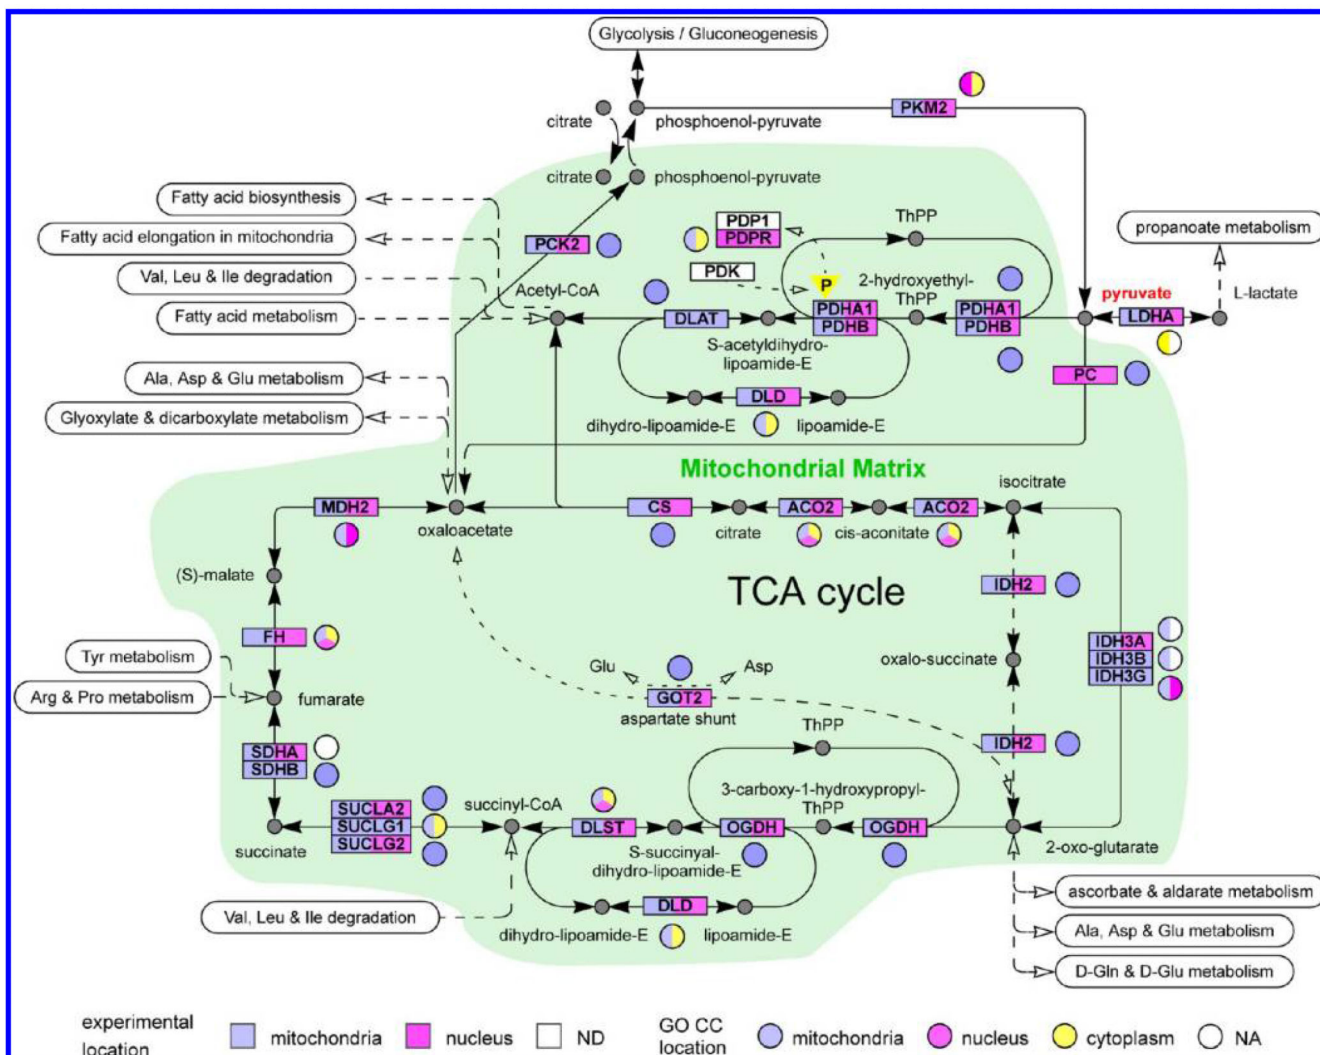 Glycolysis / Gluconeogenesis
citrate
phosphoenol-pyruvate
PKM2
citrate
phosphoenol-pyruvate
Fatty acid biosynthesis
Fatty acid elongation in mitochondria
Val, Leu & Ile degradation
Fatty acid metabolism
PCK2
Acetyl-CoA
PDP1
PDPR
PDK
P
ThPP
2-hydroxyethyl-
ThPP
propanoate metabolism
pyruvate
L-lactate
DLAT
PDHA1
PDHB
PDHA1
PDHB
LDHA
S-acetyldihydro-
lipoamide-E
PC
Ala, Asp & Glu metabolism
Glyoxylate & dicarboxylate metabolism
DLD
dihydro-lipoamide-E
lipoamide-E
Mitochondrial Matrix
isocitrate
MDH2
oxaloacetate
CS
citrate
ACO2
cis-aconitate
ACO2
(S)-malate
TCA cycle
IDH2
FH
Tyr metabolism
Arg & Pro metabolism
fumarate
Glu
Asp
GOT2
aspartate shunt
oxalo-succinate
IDH3A
IDH3B
IDH3G
SDHA
SDHB
ThPP
IDH2
3-carboxy-1-hydroxypropyl-
ThPP
SUCLA2
SUCLG1
SUCLG2
succinate
succinyl-CoA
DLST
OGDH
OGDH
2-oxo-glutarate
S-succinyal-
dihydro-lipoamide-E
Val, Leu & Ile degradation
DLD
dihydro-lipoamide-E
lipoamide-E
ascorbate & aldarate metabolism
Ala, Asp & Glu metabolism
D-Gln & D-Glu metabolism
experimental
location
mitochondria
nucleus
ND
GO CC
location
mitochondria
nucleus
cytoplasm
NA